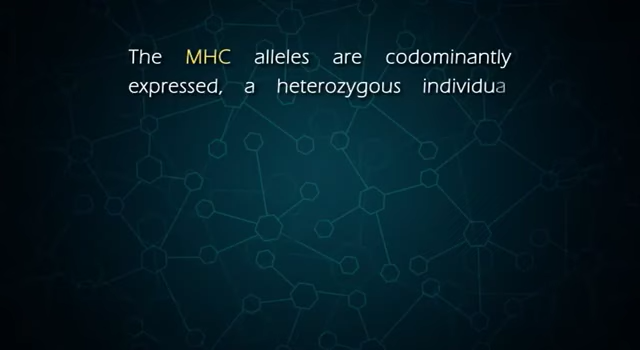 The MHC alleles are codominantly
expressed, a heterozygous individua